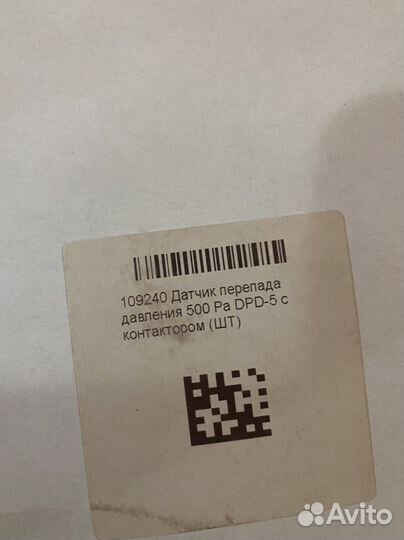 109240 Датчик перепада
давления 500 Pa DPD-5 с
контактором (ШТ)
Avito